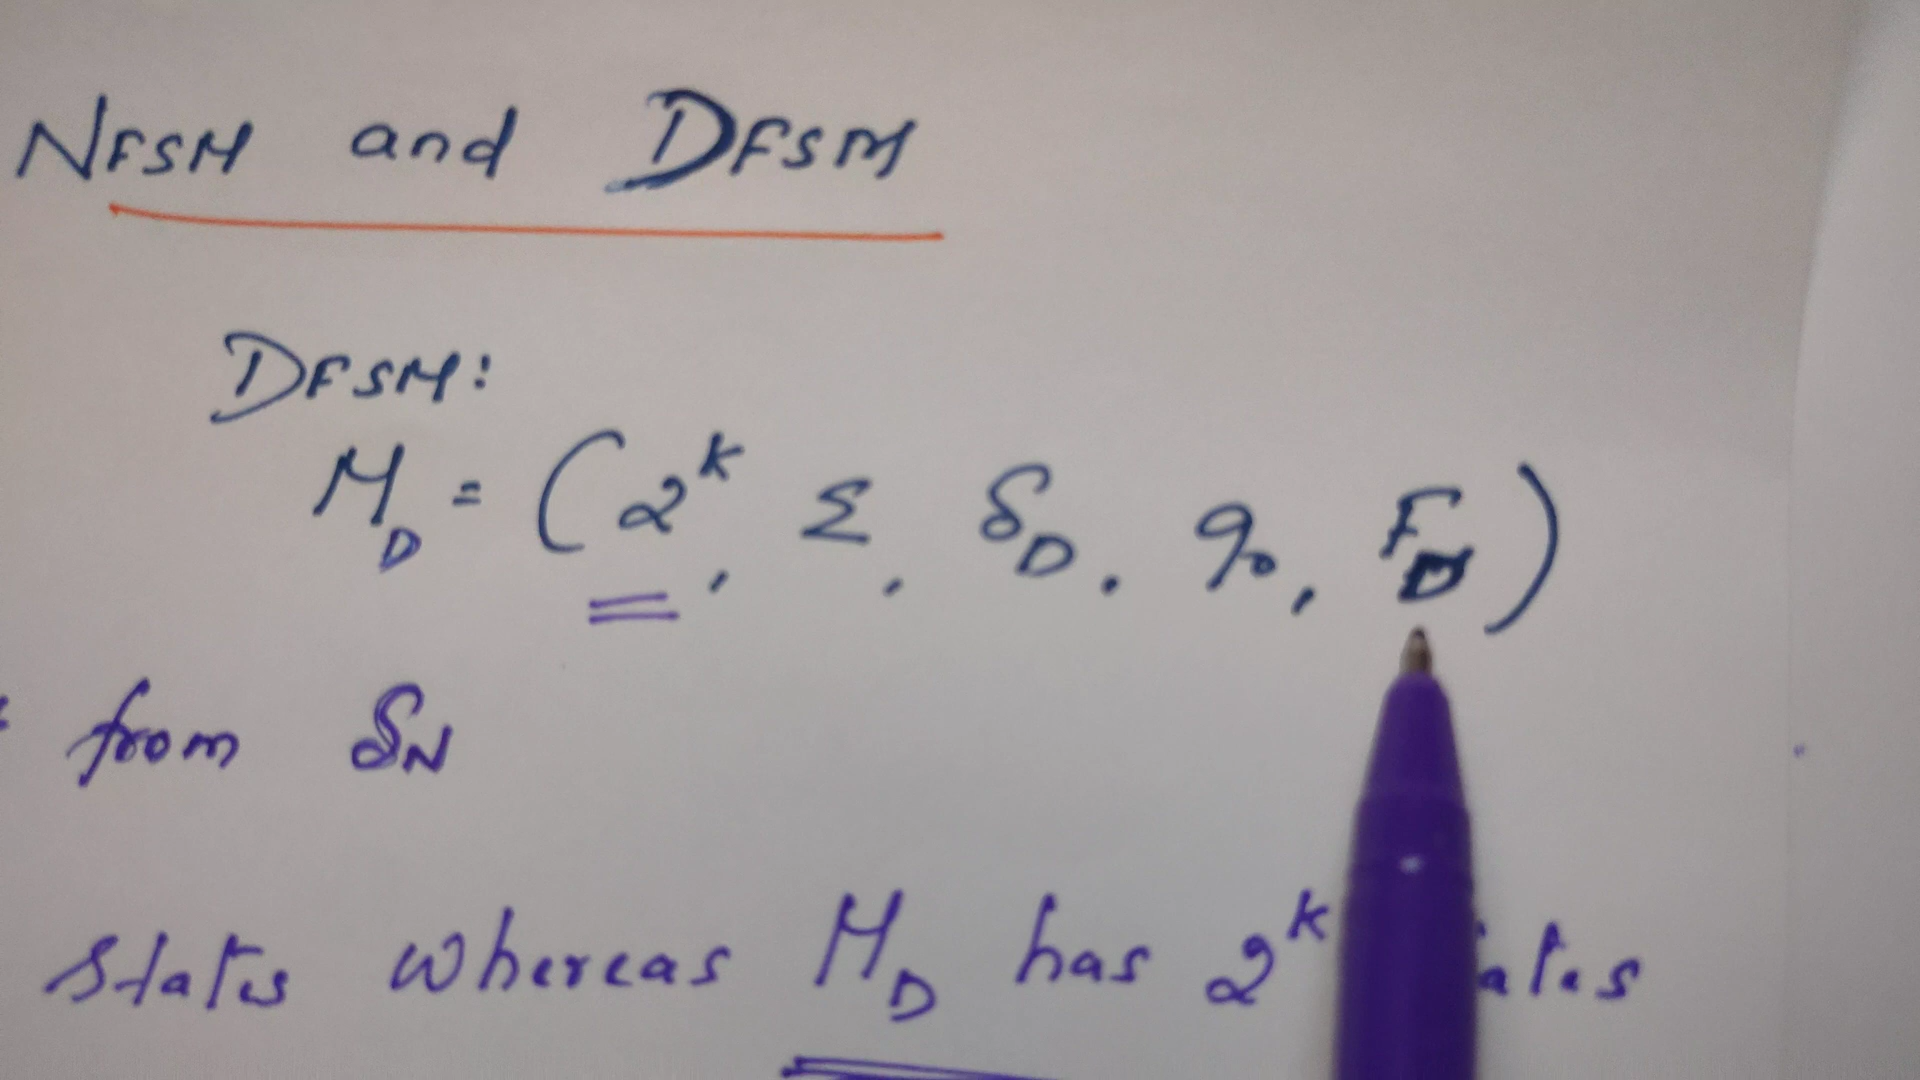 NFSM and DFSM
DFSM:
M_D = (2^K, Σ, δ_D, q₀, F_D)
from δ_N
states whereas M_D has 2^K